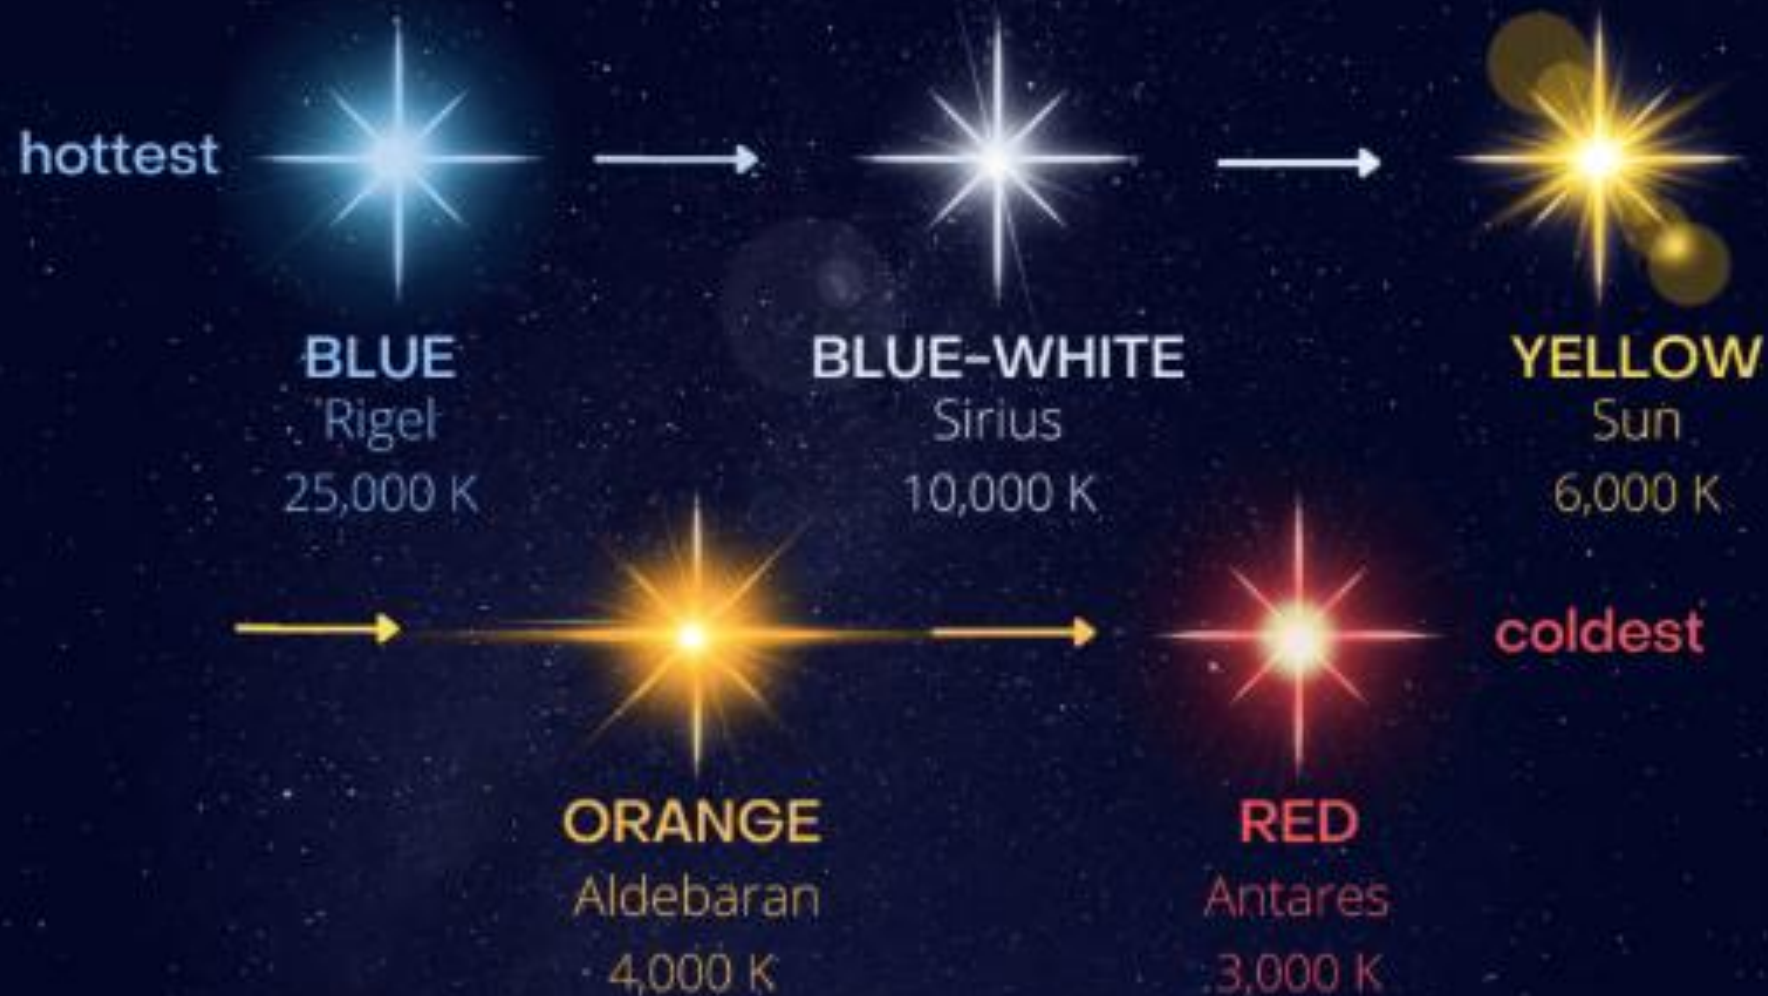 hottest
BLUE
Rigel
25,000 K
BLUE-WHITE
Sirius
10,000 K
YELLOW
Sun
6,000 K
ORANGE
Aldebaran
4,000 K
RED
Antares
3,000 K
coldest